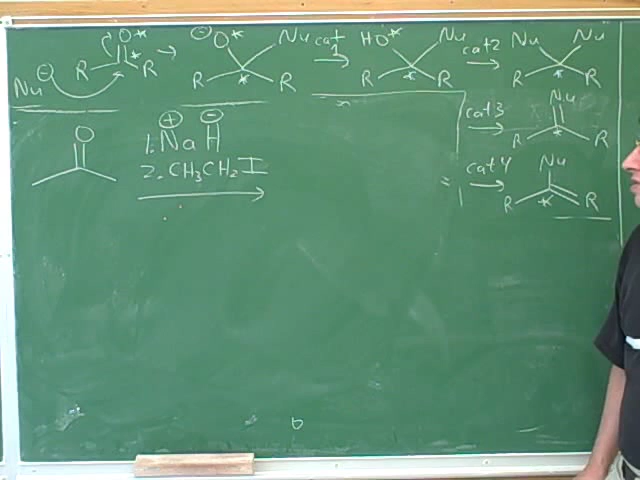 Nu ⊖ R O* * R → ⊖ O* Nu R * R cat 1 → HO* Nu R * R cat 2 → Nu Nu R * R
cat 3 → Nu R * R
O 1. Na⊕ H⊖
2. CH3CH2I →
cat 4 → Nu R * R